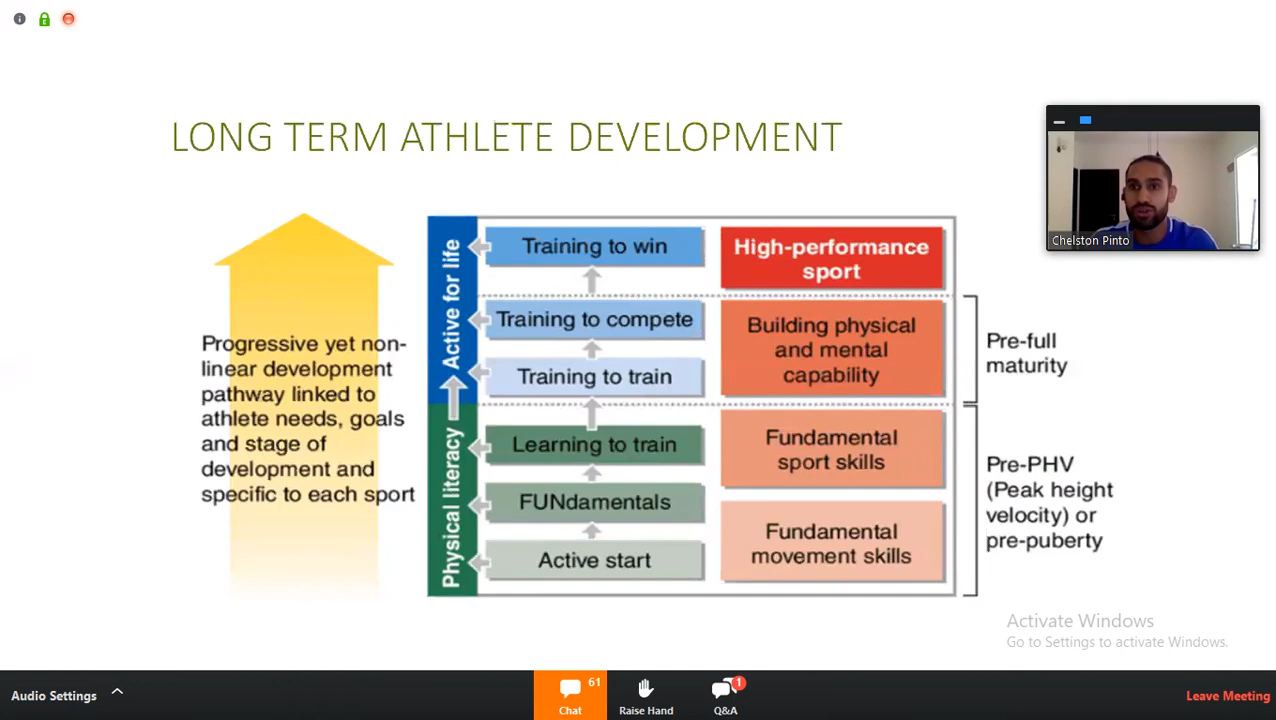 LONG TERM ATHLETE DEVELOPMENT
Chelston Pinto
Progressive yet non-
linear development
pathway linked to
athlete needs, goals
and stage of
development and
specific to each sport
Active for life
Physical literacy
Training to win
Training to compete
Training to train
Learning to train
FUNdamentals
Active start
High-performance
sport
Building physical
and mental
capability
Fundamental
sport skills
Fundamental
movement skills
Pre-full
maturity
Pre-PHV
(Peak height
velocity) or
pre-puberty
Activate Windows
Go to Settings to activate Windows.
Audio Settings
61
Chat
Raise Hand
1
Q&A
Leave Meeting